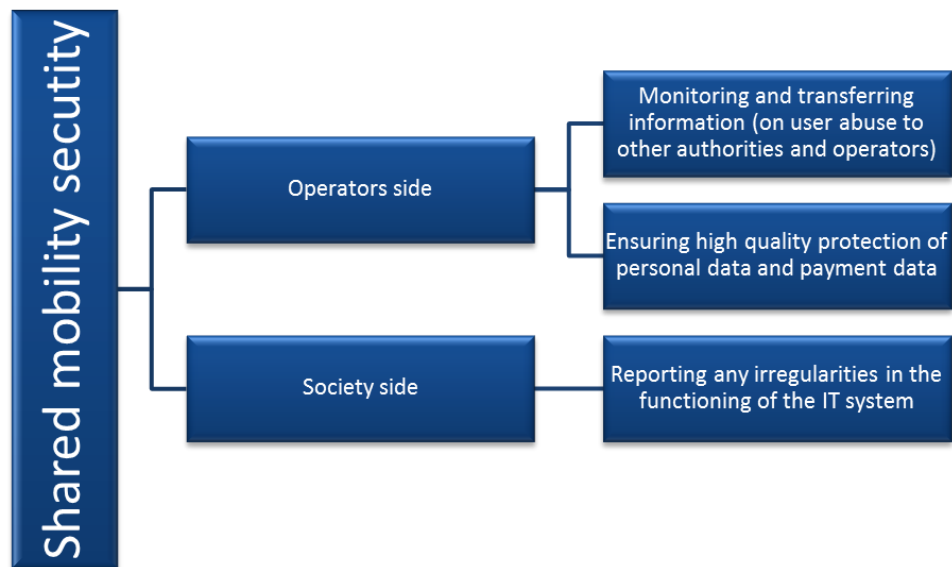 Shared mobility secutity
Operators side
Monitoring and transferring
information (on user abuse to
other authorities and operators)
Ensuring high quality protection of
personal data and payment data
Society side
Reporting any irregularities in the
functioning of the IT system